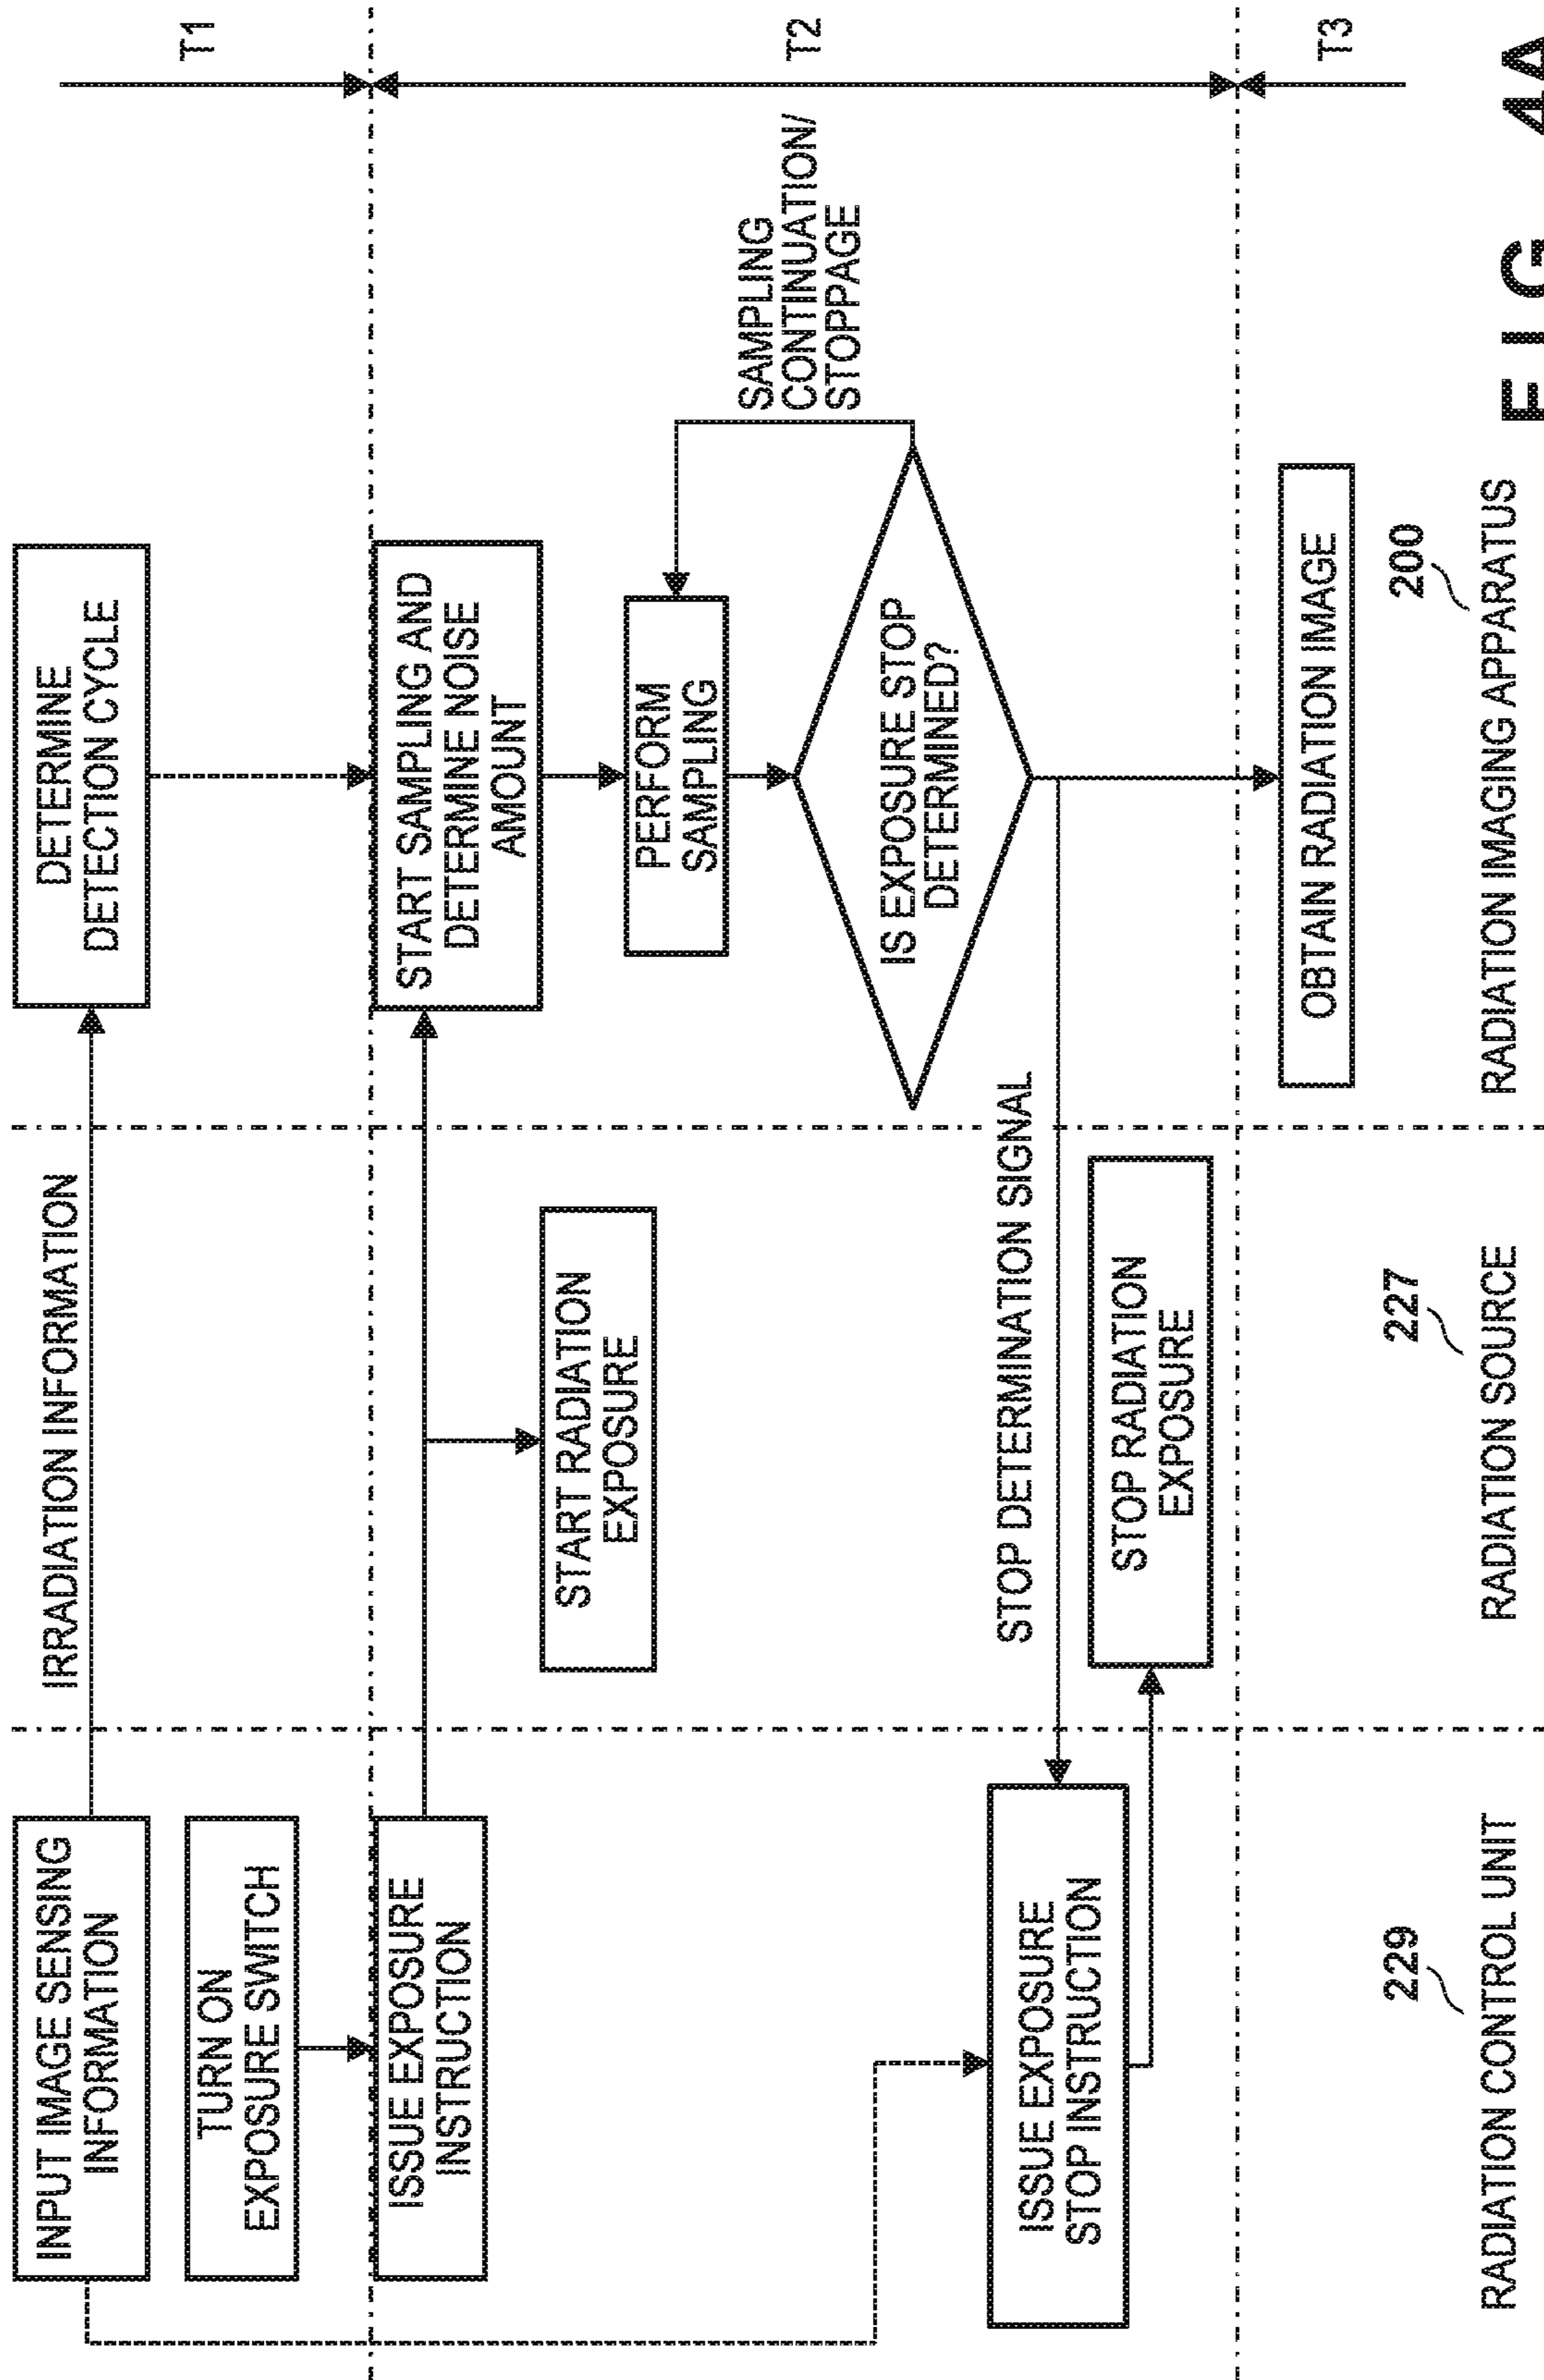 INPUT IMAGE SENSING
INFORMATION
IRRADIATION INFORMATION
DETERMINE
DETECTION CYCLE
T1
TURN ON
EXPOSURE SWITCH
ISSUE EXPOSURE
INSTRUCTION
START RADIATION
EXPOSURE
START SAMPLING AND
DETERMINE NOISE
AMOUNT
PERFORM
SAMPLING
SAMPLING
CONTINUATION/
STOPPAGE
T2
IS EXPOSURE STOP
DETERMINED?
STOP DETERMINATION SIGNAL
ISSUE EXPOSURE
STOP INSTRUCTION
STOP RADIATION
EXPOSURE
OBTAIN RADIATION IMAGE
T3
229
RADIATION CONTROL UNIT
227
RADIATION SOURCE
200
RADIATION IMAGING APPARATUS
FIG. 4A